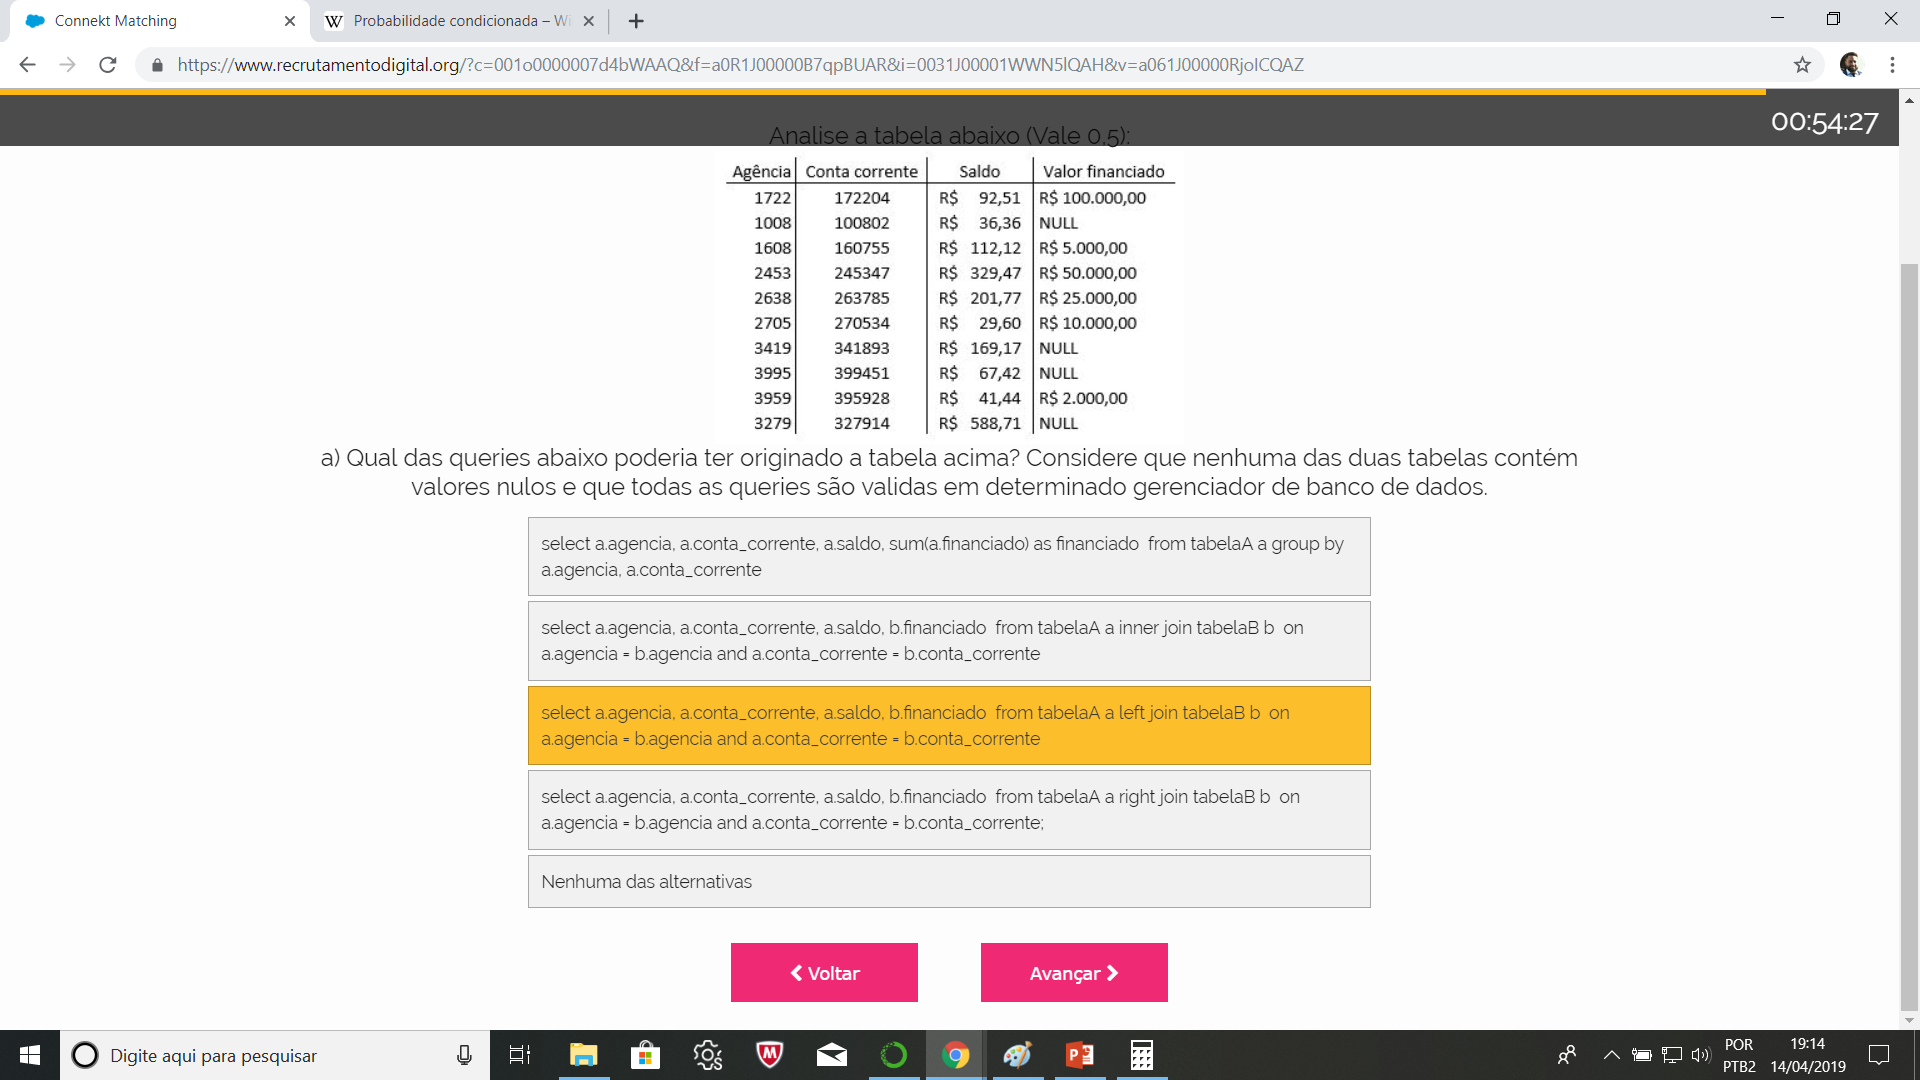 Connekt Matching
Probabilidade condicionada – Wi
https://www.recrutamentodigital.org/?c=001o0000007d4bWAAQ&f=a0R1J00000B7qpBUAR&i=0031J00001WWN5lQAH&v=a061J00000RjoICQAZ
00:54:27
Analise a tabela abaixo (Vale 0,5):
Agência Conta corrente Saldo Valor financiado
1722 172204 R$ 92,51 R$ 100.000,00
1008 100802 R$ 36,36 NULL
1608 160755 R$ 112,12 R$ 5.000,00
2453 245347 R$ 329,47 R$ 50.000,00
2638 263785 R$ 201,77 R$ 25.000,00
2705 270534 R$ 29,60 R$ 10.000,00
3419 341893 R$ 169,17 NULL
3995 399451 R$ 67,42 NULL
3959 395928 R$ 41,44 R$ 2.000,00
3279 327914 R$ 588,71 NULL
a) Qual das queries abaixo poderia ter originado a tabela acima? Considere que nenhuma das duas tabelas contém
valores nulos e que todas as queries são validas em determinado gerenciador de banco de dados.
select a.agencia, a.conta_corrente, a.saldo, sum(a.financiado) as financiado from tabelaA a group by
a.agencia, a.conta_corrente
select a.agencia, a.conta_corrente, a.saldo, b.financiado from tabelaA a inner join tabelaB b on
a.agencia = b.agencia and a.conta_corrente = b.conta_corrente
select a.agencia, a.conta_corrente, a.saldo, b.financiado from tabelaA a left join tabelaB b on
a.agencia = b.agencia and a.conta_corrente = b.conta_corrente
select a.agencia, a.conta_corrente, a.saldo, b.financiado from tabelaA a right join tabelaB b on
a.agencia = b.agencia and a.conta_corrente = b.conta_corrente;
Nenhuma das alternativas
Voltar
Avançar
Digite aqui para pesquisar
POR
PTB2
19:14
14/04/2019